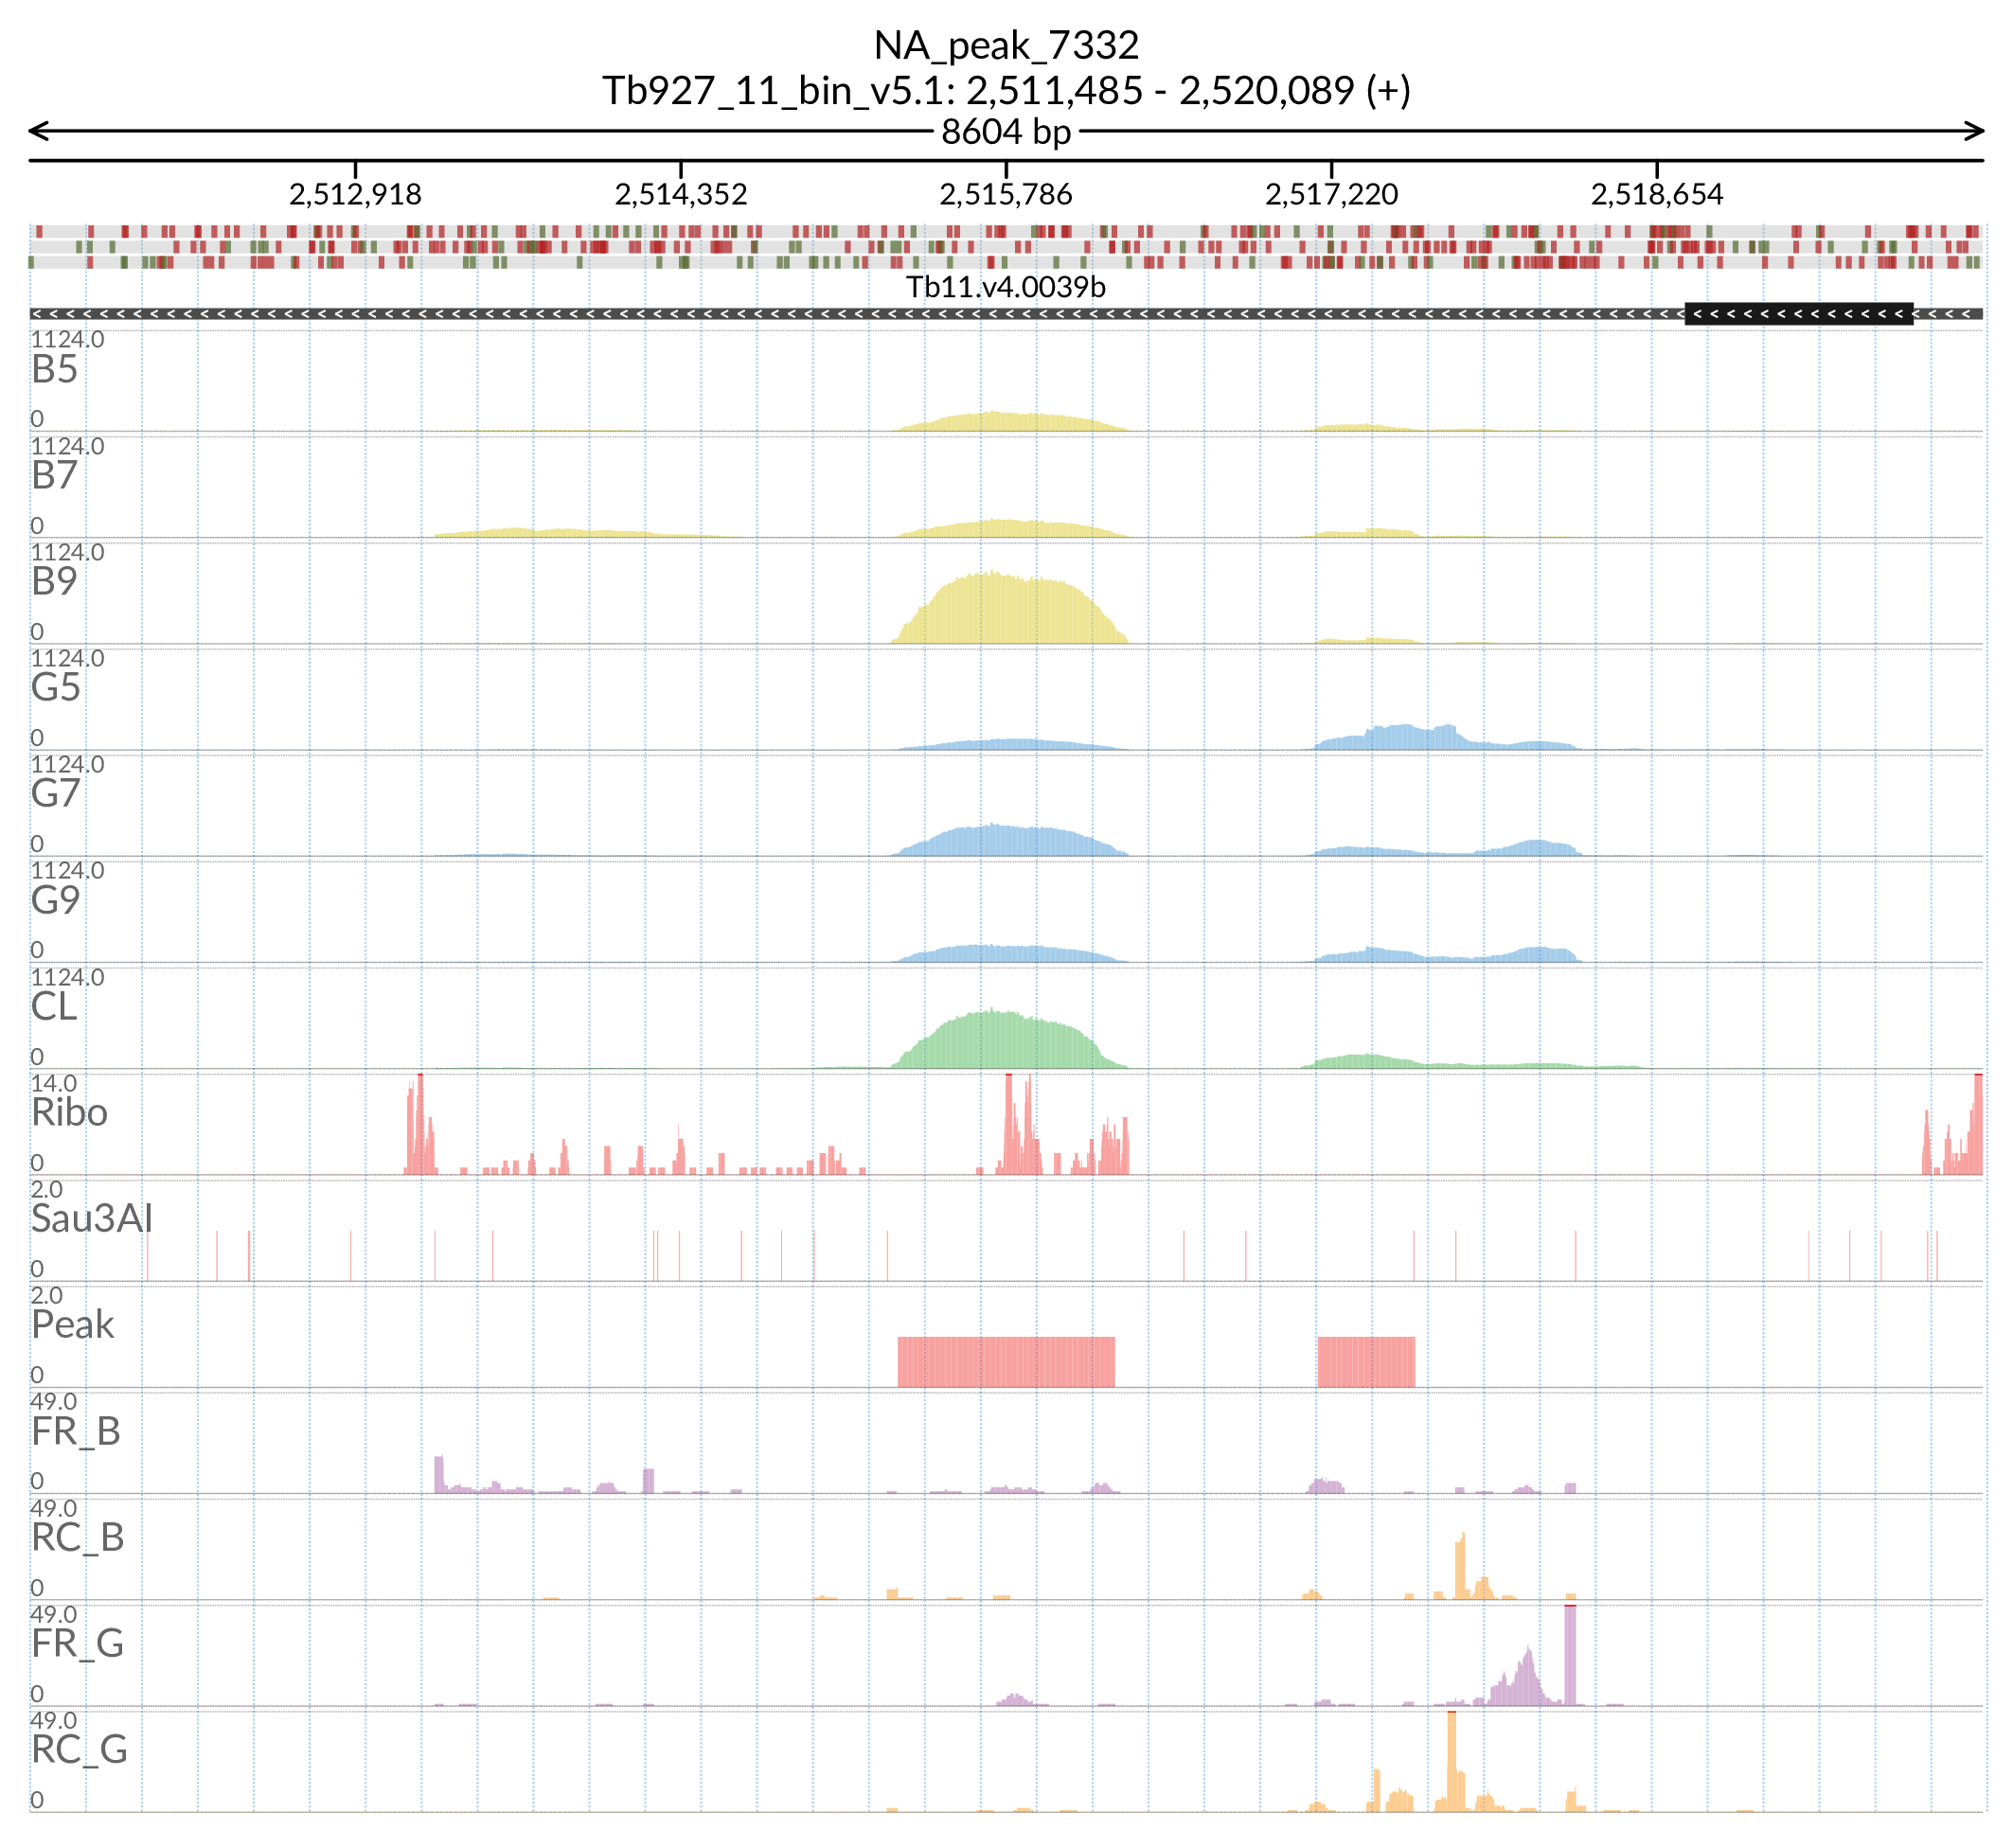 NA_peak_7332
Tb927_11_bin_v5.1: 2,511,485 - 2,520,089 (+)
8604 bp
2,512,918 2,514,352 2,515,786 2,517,220 2,518,654
Tb11.v4.0039b
1124.0
B5
0
1124.0
B7
0
1124.0
B9
0
1124.0
G5
0
1124.0
G7
0
1124.0
G9
0
1124.0
CL
0
14.0
Ribo
0
2.0
Sau3AI
0
2.0
Peak
0
49.0
FR_B
0
49.0
RC_B
0
49.0
FR_G
0
49.0
RC_G
0